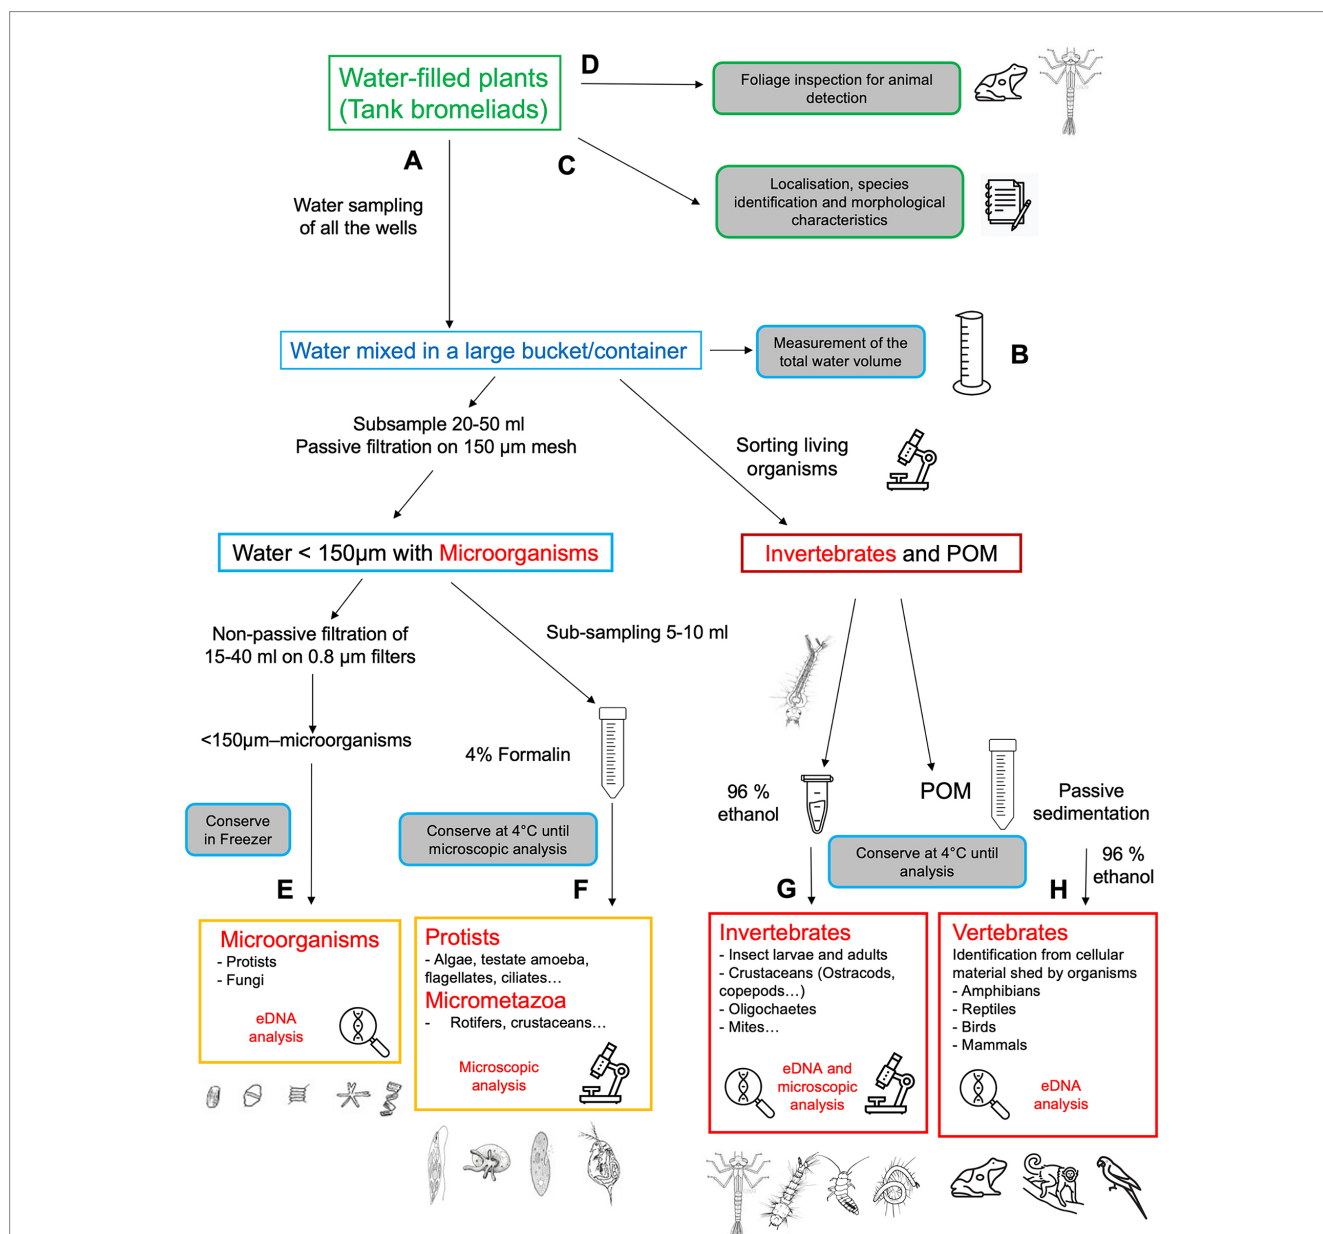 Water-filled plants
(Tank bromeliads)
D
Foliage inspection for animal
detection
A
C
Water sampling
of all the wells
Localisation, species
identification and morphological
characteristics
Water mixed in a large bucket/container
Measurement of the
total water volume
B
Subsample 20-50 ml
Passive filtration on 150 µm mesh
Sorting living
organisms
Water < 150µm with Microorganisms
Invertebrates and POM
Non-passive filtration of
15-40 ml on 0.8 µm filters
Sub-sampling 5-10 ml
<150µm–microorganisms
4% Formalin
96 %
ethanol
POM
Passive
sedimentation
Conserve
in Freezer
Conserve at 4°C until
microscopic analysis
Conserve at 4°C until
analysis
96 %
ethanol
E
F
G
H
Microorganisms
- Protists
- Fungi
eDNA
analysis
Protists
- Algae, testate amoeba,
flagellates, ciliates…
Micrometazoa
- Rotifers, crustaceans…
Microscopic
analysis
Invertebrates
- Insect larvae and adults
- Crustaceans (Ostracods,
copepods…)
- Oligochaetes
- Mites…
eDNA and
microscopic
analysis
Vertebrates
Identification from cellular
material shed by organisms
- Amphibians
- Reptiles
- Birds
- Mammals
eDNA
analysis